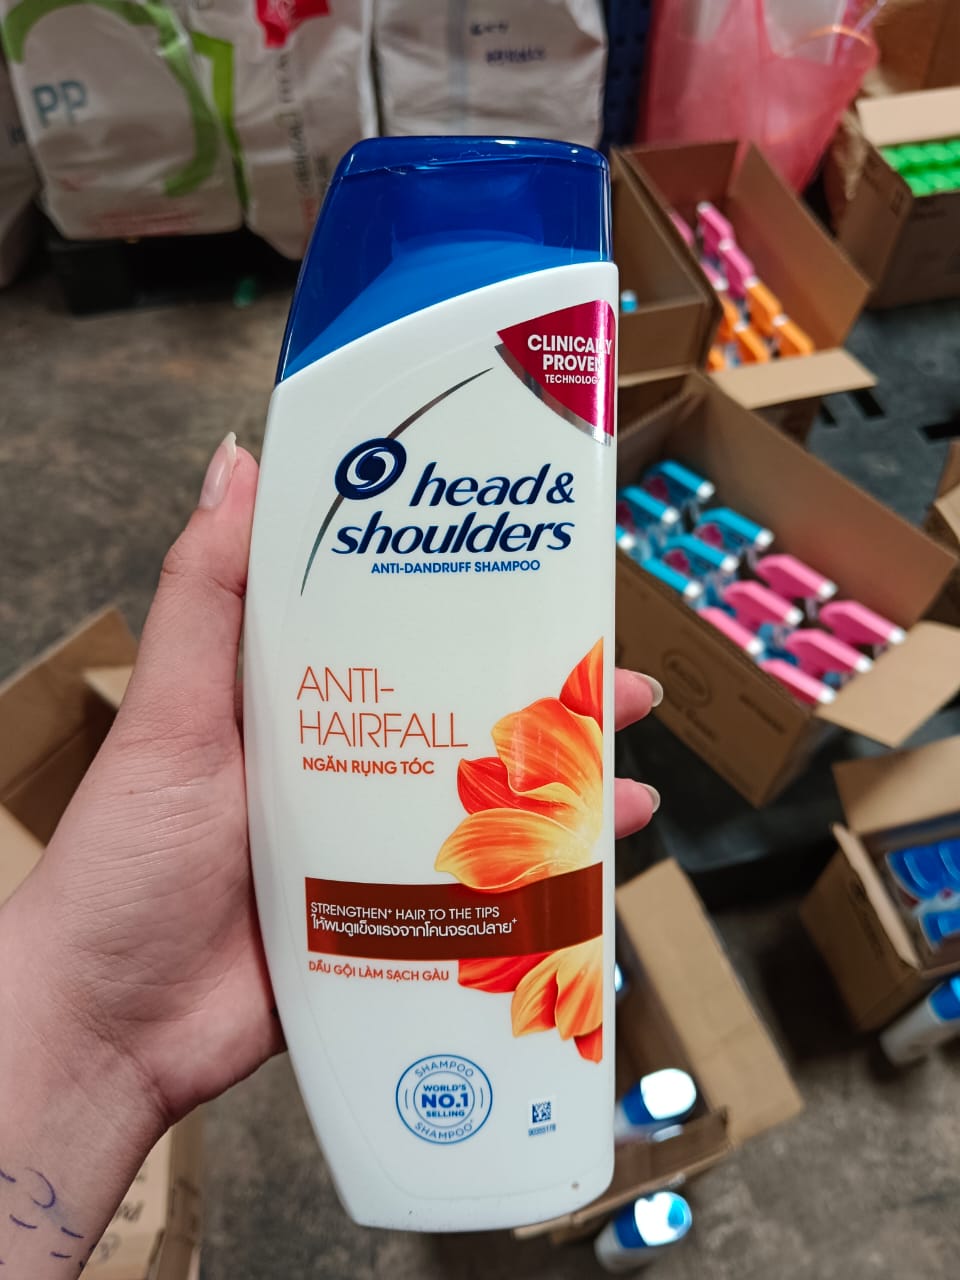 PP
CLINICALLY
PROVEN
TECHNOLOGY
head &
shoulders
ANTI-DANDRUFF SHAMPOO
ANTI-
HAIRFALL
NGĂN RỤNG TÓC
STRENGTHEN⁺ HAIR TO THE TIPS
ให้ผมดูแข็งแรงจากโคนจรดปลาย⁺
DẦU GỘI LÀM SẠCH GÀU
SHAMPOO
WORLD'S
NO.1
SELLING
SHAMPOO